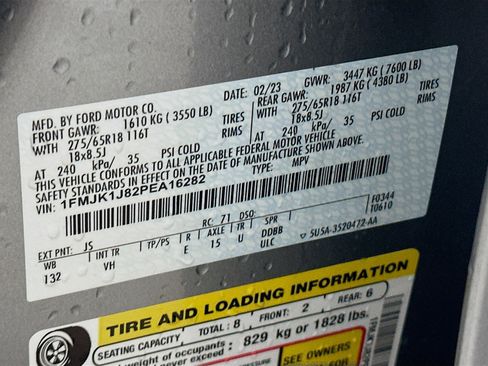 MFD. BY FORD MOTOR CO.
DATE: 02/23 GVWR: 3447 KG (7600 LB)
FRONT GAWR: 1610 KG (3550 LB) REAR GAWR: 1987 KG (4380 LB)
WITH 275/65R18 116T TIRES 275/65R18 116T TIRES
18x8.5J RIMS 18x8.5J RIMS
AT 240 kPa/ 35 PSI COLD AT 240 kPa/ 35 PSI COLD
THIS VEHICLE CONFORMS TO ALL APPLICABLE FEDERAL MOTOR VEHICLE
SAFETY STANDARDS IN EFFECT ON THE DATE OF MANUFACTURE SHOWN ABOVE.
VIN: 1FMJK1J82PEA16282 TYPE: MPV
F0344
T0610
EXT PNT: JS RC: 71 DSO:
WB INT TR TP/PS R AXLE TR SPR
132 VH E 15 U DDBB
ULC 5U5A-3520472-AA
TIRE AND LOADING INFORMATION
SEATING CAPACITY TOTAL: 8 FRONT: 2 REAR: 6
weight of occupants
never exceed 829 kg or 1828 lbs.
SEE OWNERS
FOR